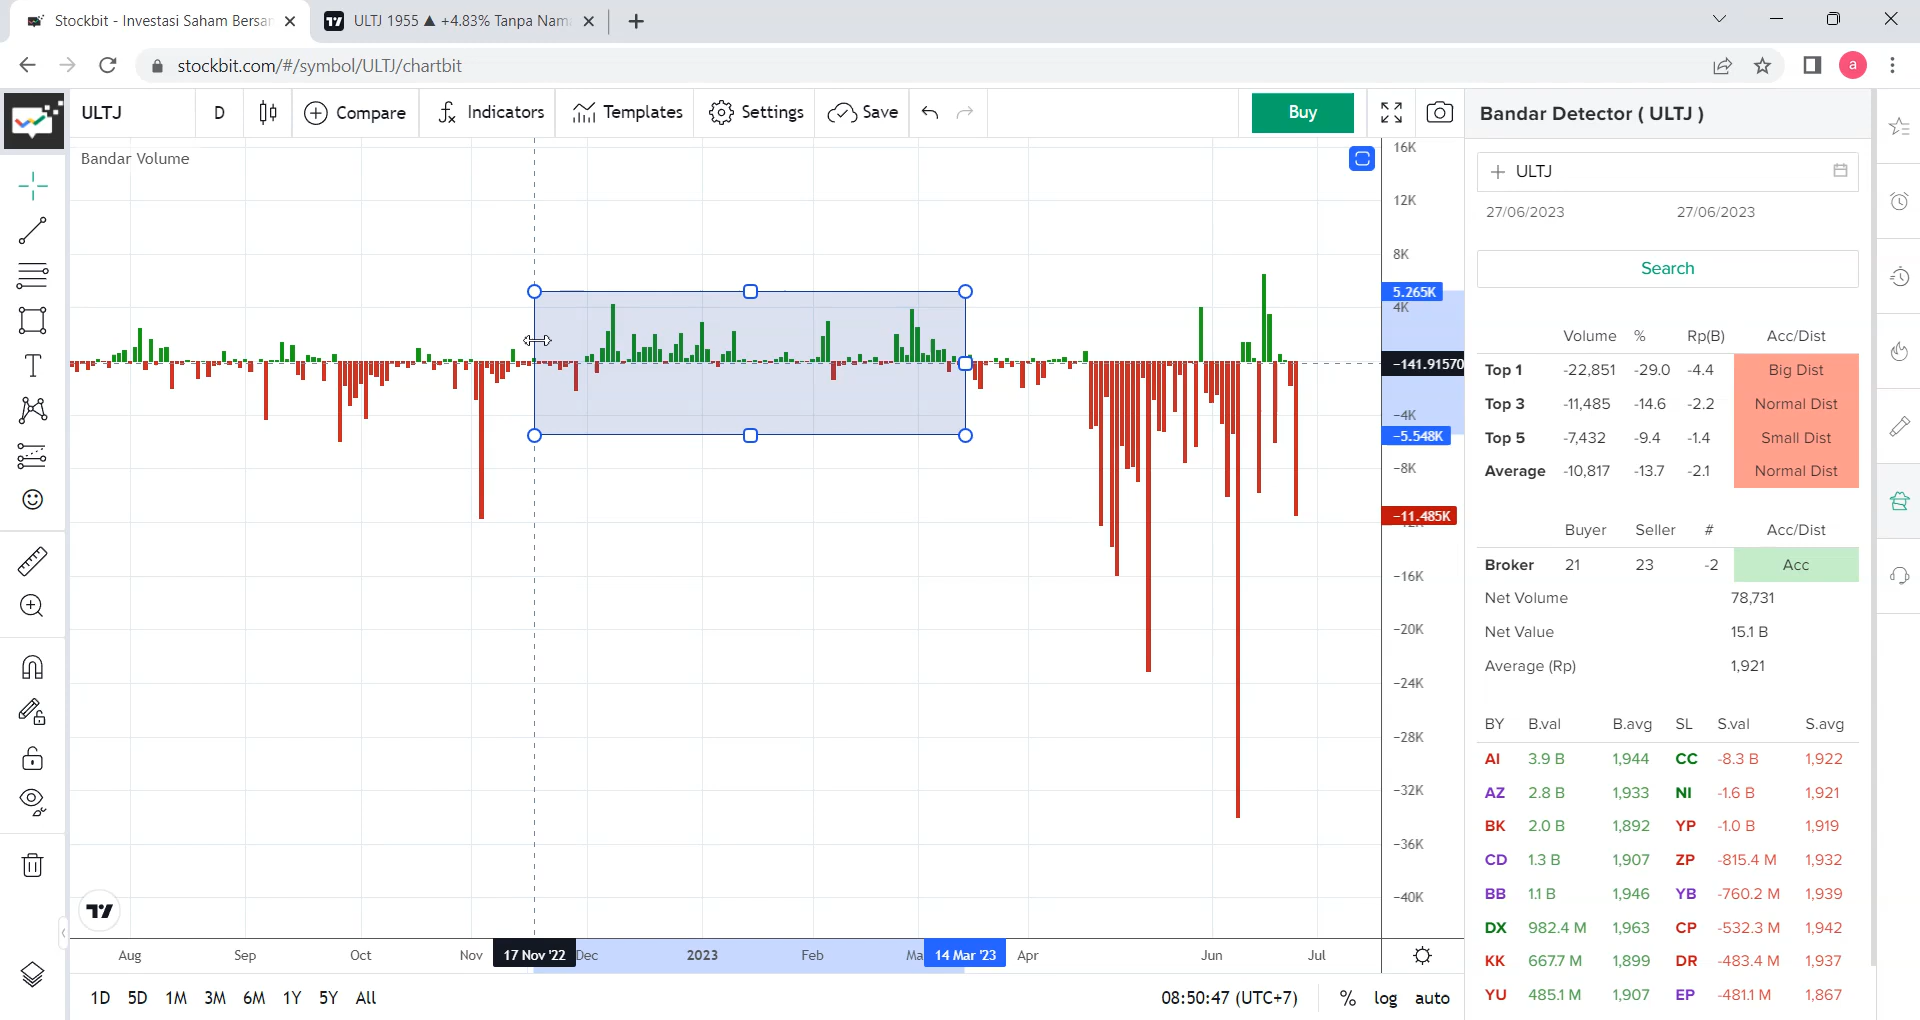 Stockbit - Investasi Saham Bersar
ULTJ 1955 ▲ +4.83% Tanpa Nam
stockbit.com/#/symbol/ULTJ/chartbit
a
ULTJ D Compare Indicators Templates Settings Save Buy
Bandar Volume
16K
12K
8K
5.265K
4K
-141.91570
-4K
-5.548K
-8K
-11.485K
-16K
-20K
-24K
-28K
-32K
-36K
-40K
Aug Sep Oct Nov 17 Nov '22 Dec 2023 Feb Ma 14 Mar '23 Apr Jun Jul
1D 5D 1M 3M 6M 1Y 5Y All 08:50:47 (UTC+7) % log auto
Bandar Detector ( ULTJ )
ULTJ
27/06/2023 27/06/2023
Search
Volume % Rp(B) Acc/Dist
Top 1 -22,851 -29.0 -4.4 Big Dist
Top 3 -11,485 -14.6 -2.2 Normal Dist
Top 5 -7,432 -9.4 -1.4 Small Dist
Average -10,817 -13.7 -2.1 Normal Dist
Buyer Seller # Acc/Dist
Broker 21 23 -2 Acc
Net Volume 78,731
Net Value 15.1 B
Average (Rp) 1,921
BY B.val B.avg SL S.val S.avg
AI 3.9 B 1,944 CC -8.3 B 1,922
AZ 2.8 B 1,933 NI -1.6 B 1,921
BK 2.0 B 1,892 YP -1.0 B 1,919
CD 1.3 B 1,907 ZP -815.4 M 1,932
BB 1.1 B 1,946 YB -760.2 M 1,939
DX 982.4 M 1,963 CP -532.3 M 1,942
KK 667.7 M 1,899 DR -483.4 M 1,937
YU 485.1 M 1,907 EP -481.1 M 1,867